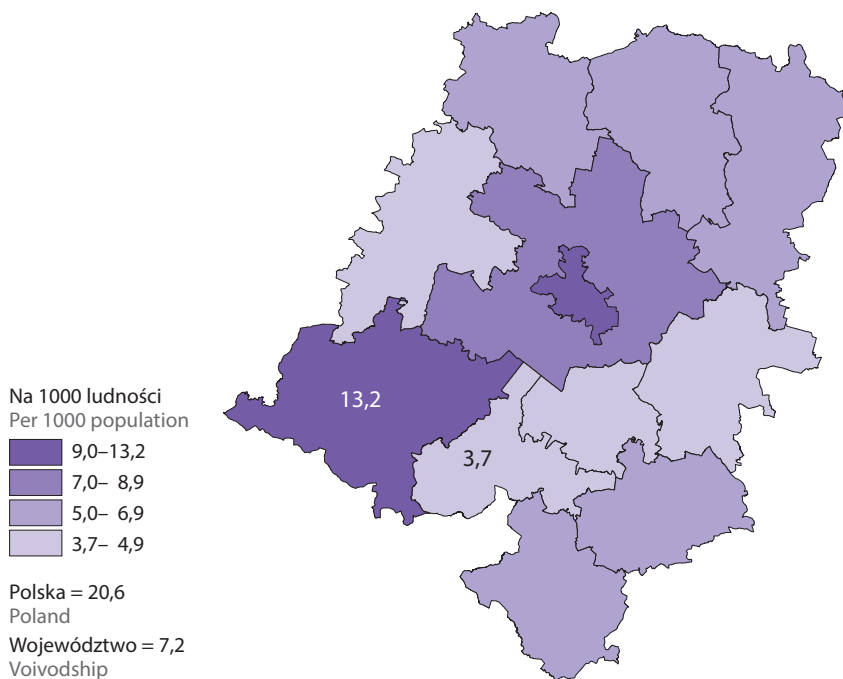 13,2
3,7
Na 1000 ludności
Per 1000 population
9,0–13,2
7,0– 8,9
5,0– 6,9
3,7– 4,9
Polska = 20,6
Poland
Województwo = 7,2
Voivodship